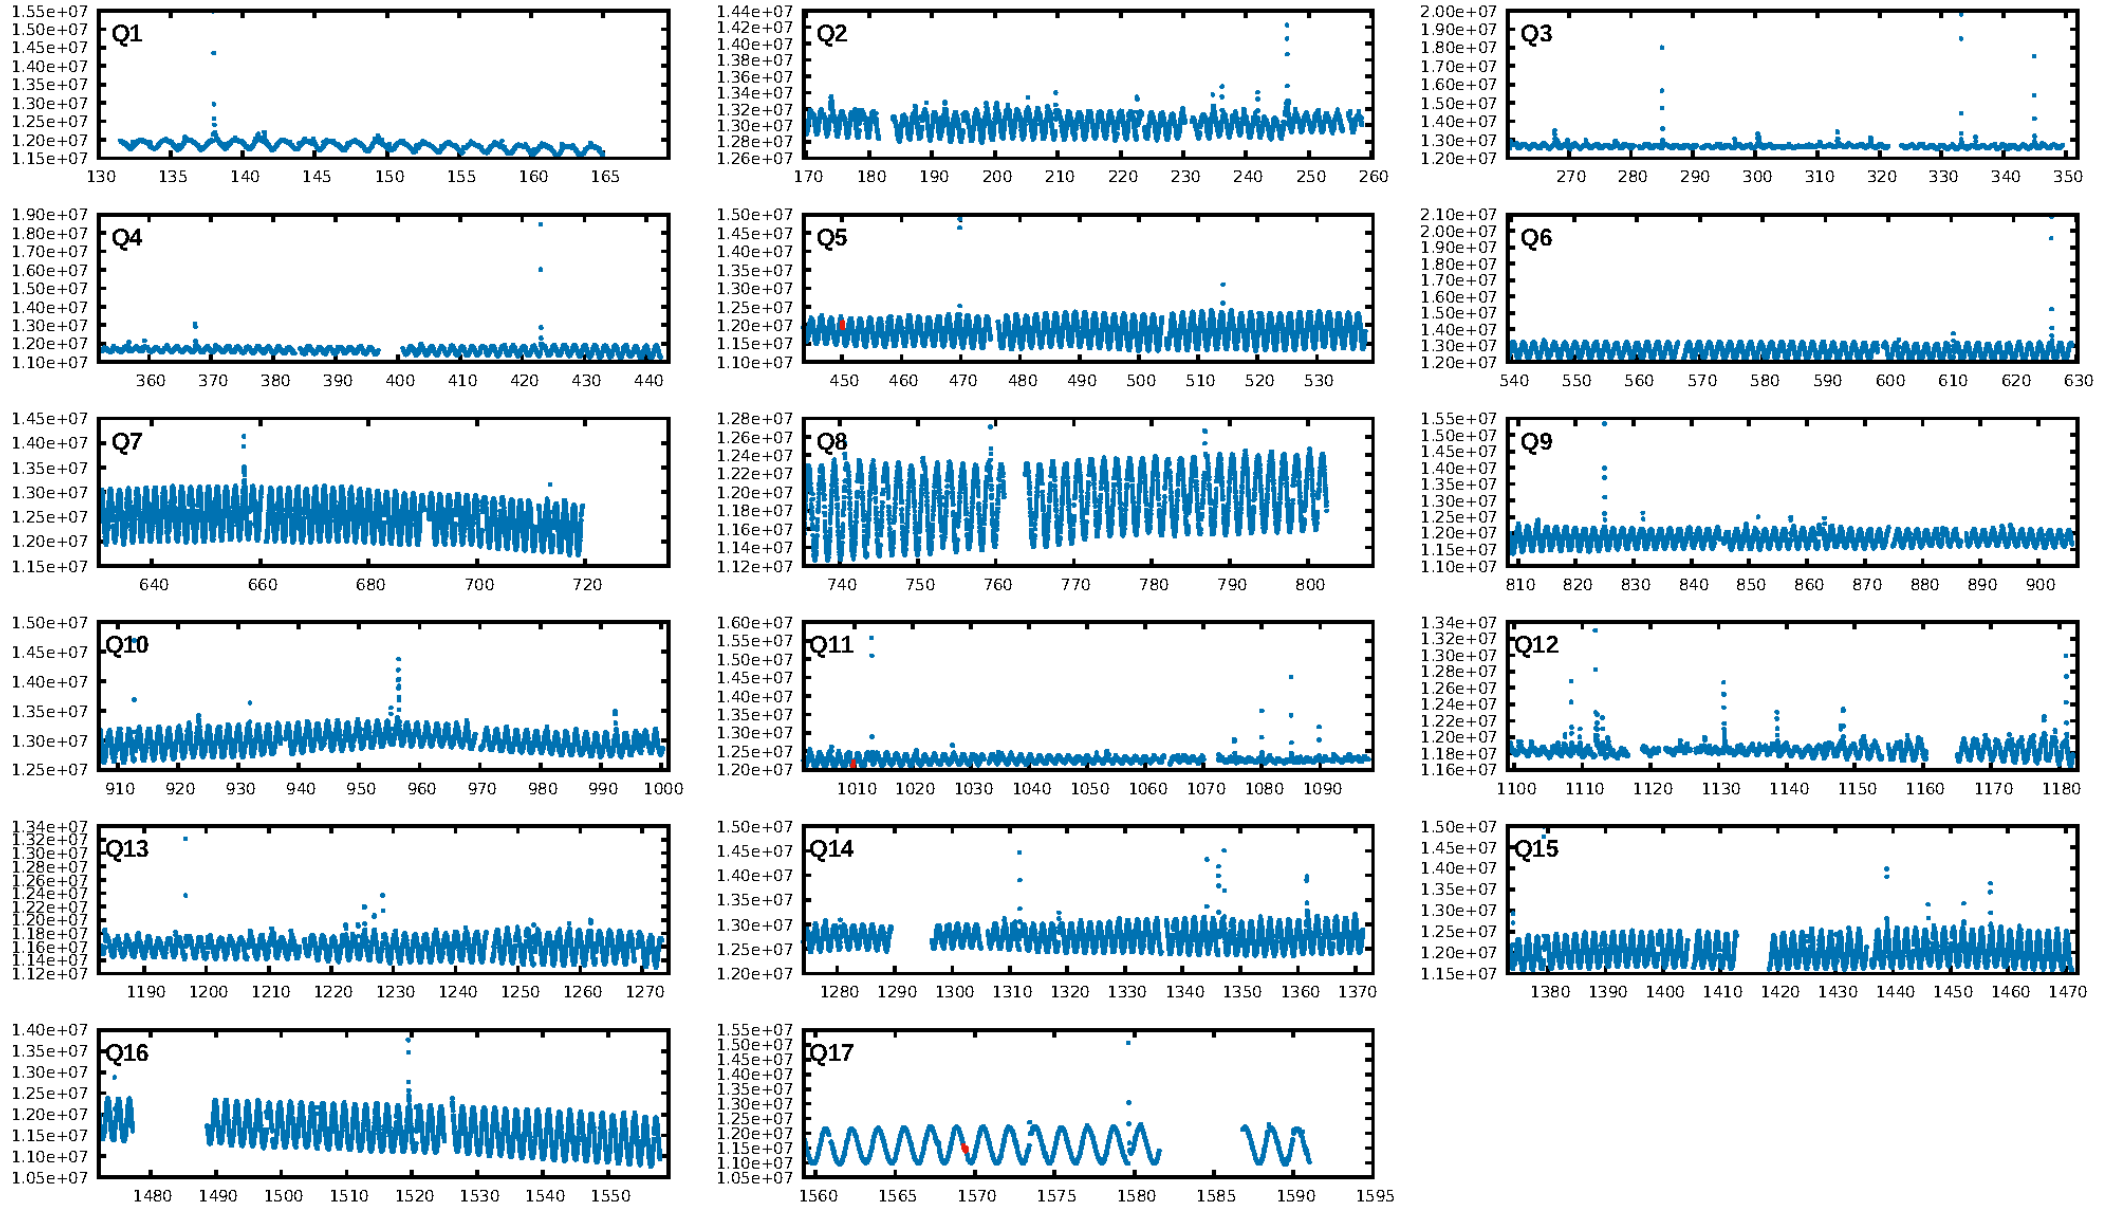 Q1
1.55e+07
1.50e+07
1.45e+07
1.40e+07
1.35e+07
1.30e+07
1.25e+07
1.20e+07
1.15e+07
130 135 140 145 150 155 160 165
Q2
1.44e+07
1.42e+07
1.40e+07
1.38e+07
1.36e+07
1.34e+07
1.32e+07
1.30e+07
1.28e+07
1.26e+07
170 180 190 200 210 220 230 240 250 260
Q3
2.00e+07
1.90e+07
1.80e+07
1.70e+07
1.60e+07
1.50e+07
1.40e+07
1.30e+07
1.20e+07
270 280 290 300 310 320 330 340 350
Q4
1.90e+07
1.80e+07
1.70e+07
1.60e+07
1.50e+07
1.40e+07
1.30e+07
1.20e+07
1.10e+07
360 370 380 390 400 410 420 430 440
Q5
1.50e+07
1.45e+07
1.40e+07
1.35e+07
1.30e+07
1.25e+07
1.20e+07
1.15e+07
1.10e+07
450 460 470 480 490 500 510 520 530
Q6
2.10e+07
2.00e+07
1.90e+07
1.80e+07
1.70e+07
1.60e+07
1.50e+07
1.40e+07
1.30e+07
1.20e+07
540 550 560 570 580 590 600 610 620 630
Q7
1.45e+07
1.40e+07
1.35e+07
1.30e+07
1.25e+07
1.20e+07
1.15e+07
640 660 680 700 720
Q8
1.28e+07
1.26e+07
1.24e+07
1.22e+07
1.20e+07
1.18e+07
1.16e+07
1.14e+07
1.12e+07
740 750 760 770 780 790 800
Q9
1.55e+07
1.50e+07
1.45e+07
1.40e+07
1.35e+07
1.30e+07
1.25e+07
1.20e+07
1.15e+07
1.10e+07
810 820 830 840 850 860 870 880 890 900
Q10
1.50e+07
1.45e+07
1.40e+07
1.35e+07
1.30e+07
1.25e+07
910 920 930 940 950 960 970 980 990 1000
Q11
1.60e+07
1.55e+07
1.50e+07
1.45e+07
1.40e+07
1.35e+07
1.30e+07
1.25e+07
1.20e+07
1010 1020 1030 1040 1050 1060 1070 1080 1090
Q12
1.34e+07
1.32e+07
1.30e+07
1.28e+07
1.26e+07
1.24e+07
1.22e+07
1.20e+07
1.18e+07
1.16e+07
1100 1110 1120 1130 1140 1150 1160 1170 1180
Q13
1.34e+07
1.32e+07
1.30e+07
1.28e+07
1.26e+07
1.24e+07
1.22e+07
1.20e+07
1.18e+07
1.16e+07
1.14e+07
1.12e+07
1190 1200 1210 1220 1230 1240 1250 1260 1270
Q14
1.50e+07
1.45e+07
1.40e+07
1.35e+07
1.30e+07
1.25e+07
1.20e+07
1280 1290 1300 1310 1320 1330 1340 1350 1360 1370
Q15
1.50e+07
1.45e+07
1.40e+07
1.35e+07
1.30e+07
1.25e+07
1.20e+07
1.15e+07
1380 1390 1400 1410 1420 1430 1440 1450 1460 1470
Q16
1.40e+07
1.35e+07
1.30e+07
1.25e+07
1.20e+07
1.15e+07
1.10e+07
1.05e+07
1480 1490 1500 1510 1520 1530 1540 1550
Q17
1.55e+07
1.50e+07
1.45e+07
1.40e+07
1.35e+07
1.30e+07
1.25e+07
1.20e+07
1.15e+07
1.10e+07
1.05e+07
1560 1565 1570 1575 1580 1585 1590 1595